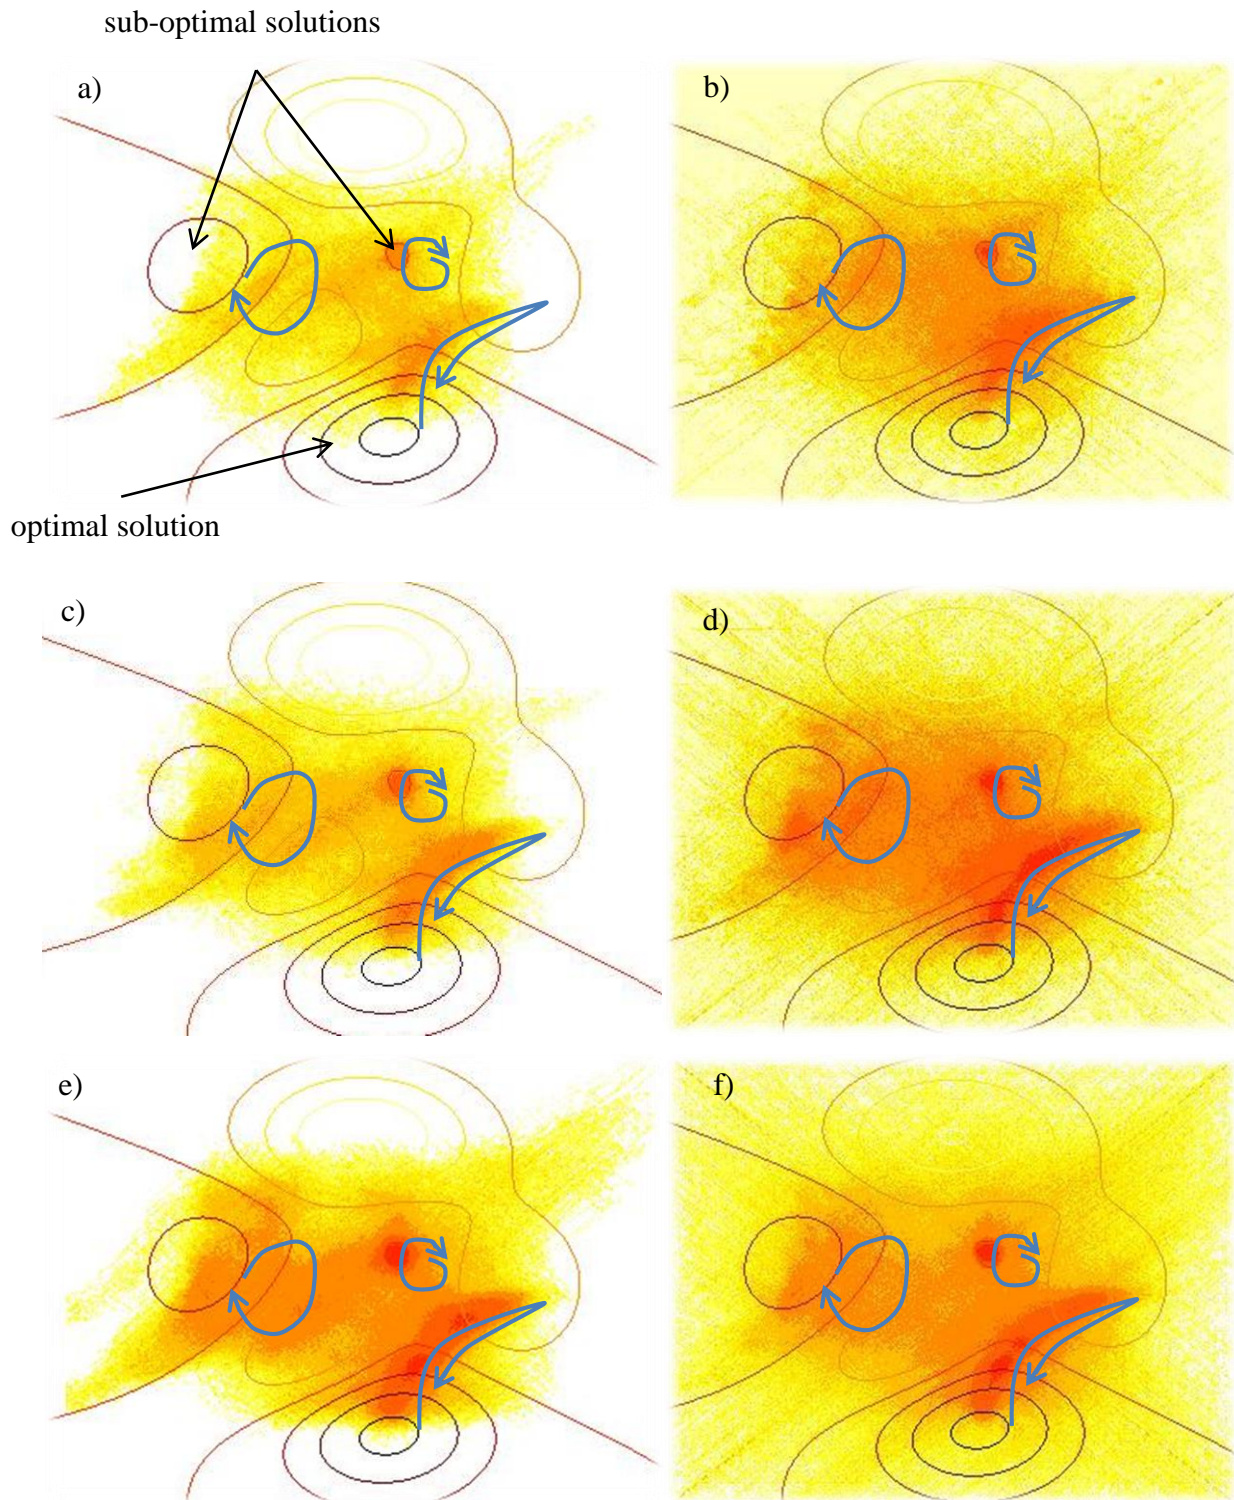 sub-optimal solutions
a)
b)
optimal solution
c)
d)
e)
f)